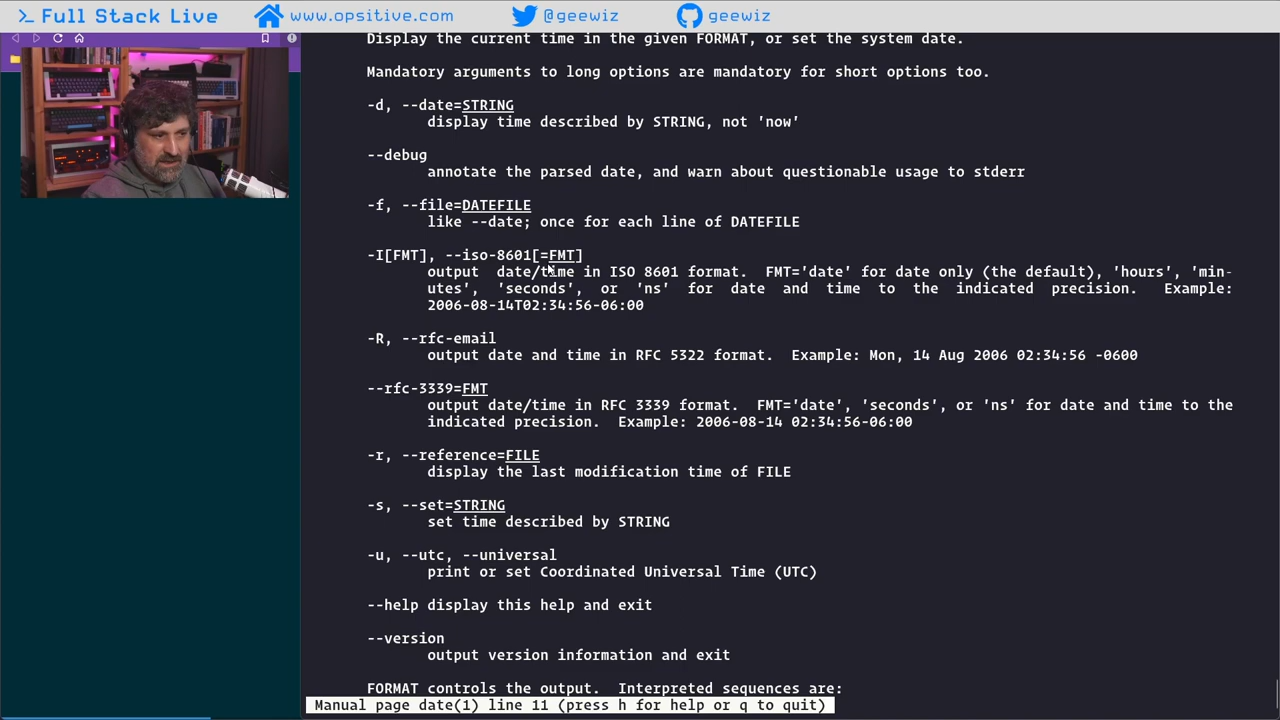 >_ Full Stack Live
www.opsitive.com
@geewiz
geewiz
Display the current time in the given FORMAT, or set the system date.
Mandatory arguments to long options are mandatory for short options too.
-d, --date=STRING
display time described by STRING, not 'now'
--debug
annotate the parsed date, and warn about questionable usage to stderr
-f, --file=DATEFILE
like --date; once for each line of DATEFILE
-I[FMT], --iso-8601[=FMT]
output  date/time in ISO 8601 format.  FMT='date' for date only (the default), 'hours', 'min-
utes',  'seconds',  or  'ns'  for  date  and  time  to  the  indicated  precision.   Example:
2006-08-14T02:34:56-06:00
-R, --rfc-email
output date and time in RFC 5322 format.  Example: Mon, 14 Aug 2006 02:34:56 -0600
--rfc-3339=FMT
output date/time in RFC 3339 format.  FMT='date', 'seconds', or 'ns' for date and time to the
indicated precision.  Example: 2006-08-14 02:34:56-06:00
-r, --reference=FILE
display the last modification time of FILE
-s, --set=STRING
set time described by STRING
-u, --utc, --universal
print or set Coordinated Universal Time (UTC)
--help display this help and exit
--version
output version information and exit
FORMAT controls the output.  Interpreted sequences are:
Manual page date(1) line 11 (press h for help or q to quit)